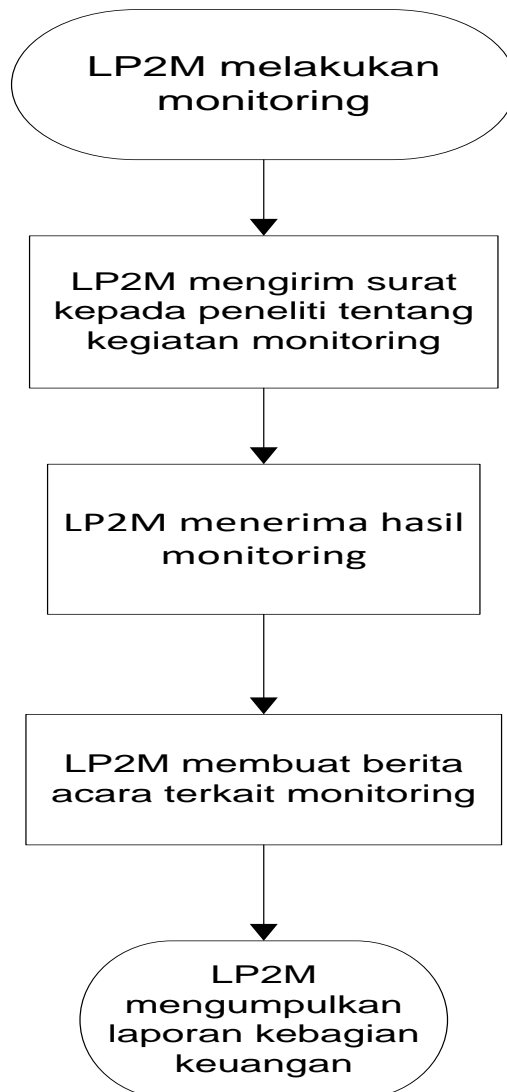 LP2M melakukan
monitoring
LP2M mengirim surat
kepada peneliti tentang
kegiatan monitoring
LP2M menerima hasil
monitoring
LP2M membuat berita
acara terkait monitoring
LP2M
mengumpulkan
laporan kebagian
keuangan